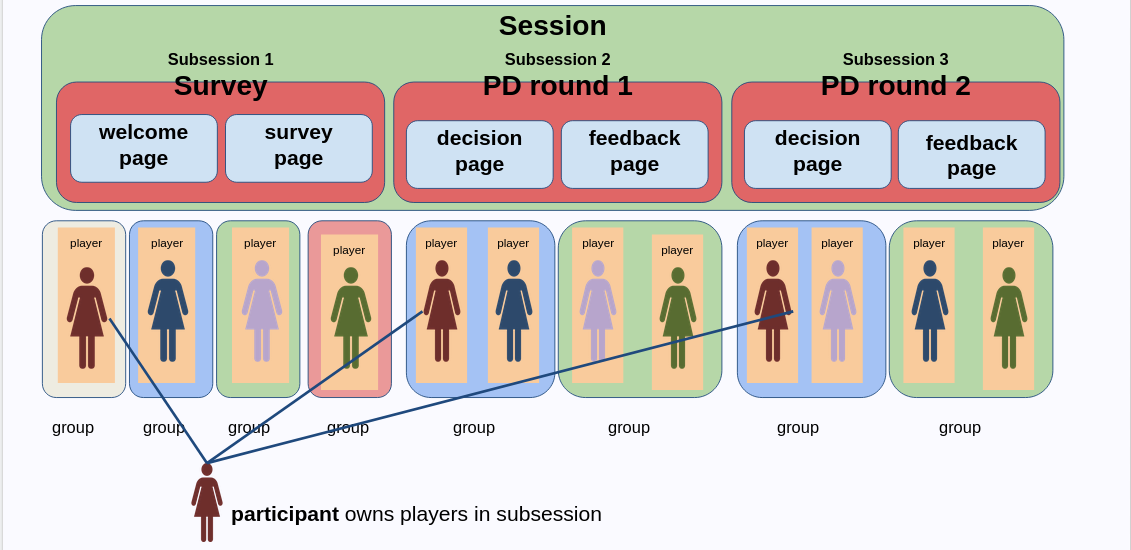 Session
Subsession 1
Survey
welcome
page
survey
page
Subsession 2
PD round 1
decision
page
feedback
page
Subsession 3
PD round 2
decision
page
feedback
page
player
player
player
player
player
player
player
player
player
player
player
player
group
group
group
group
group
group
group
group
participant owns players in subsession